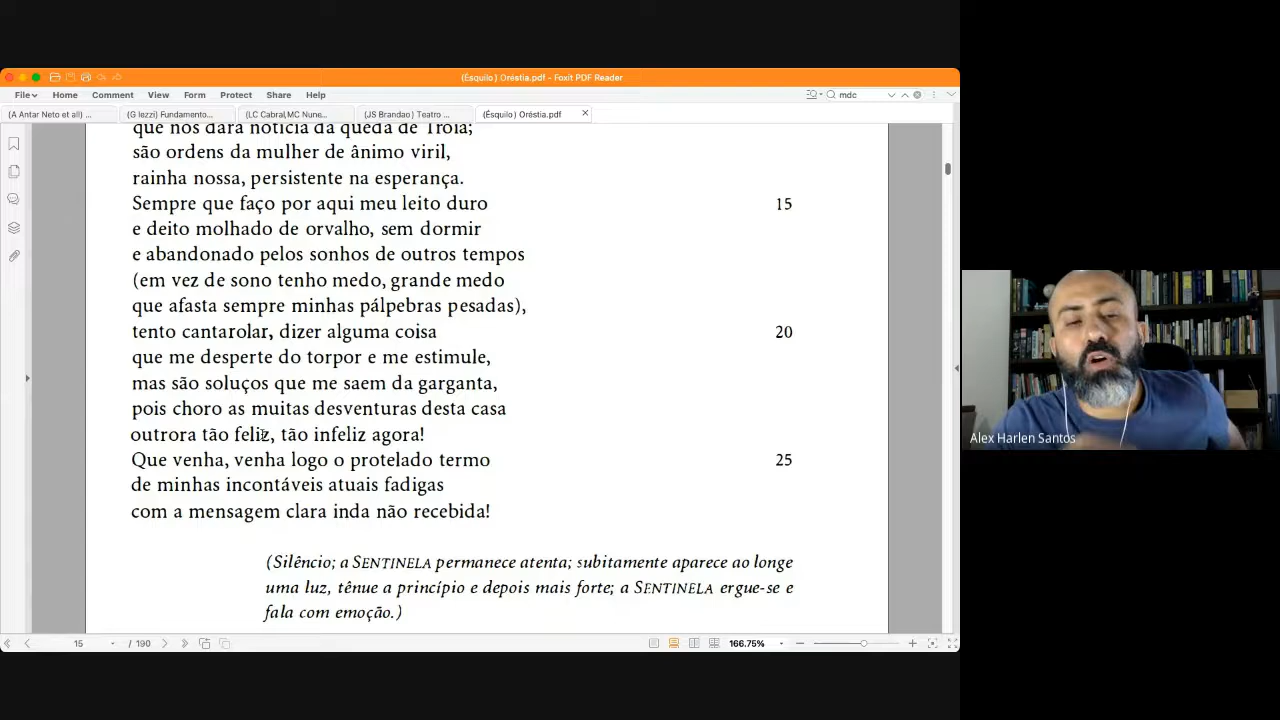 (Ésquilo) Oréstia.pdf - Foxit PDF Reader
File Home Comment View Form Protect Share Help
mdc
(A Antar Neto et all) ...
(G Iezzi) Fundamento...
(LC Cabral,MC Nune...
(JS Brandao) Teatro ...
(Ésquilo) Oréstia.pdf
que nos dará notícia da queda de Troia;
são ordens da mulher de ânimo viril,
rainha nossa, persistente na esperança.
Sempre que faço por aqui meu leito duro 15
e deito molhado de orvalho, sem dormir
e abandonado pelos sonhos de outros tempos
(em vez de sono tenho medo, grande medo
que afasta sempre minhas pálpebras pesadas),
tento cantarolar, dizer alguma coisa 20
que me desperte do torpor e me estimule,
mas são soluços que me saem da garganta,
pois choro as muitas desventuras desta casa
outrora tão feliz, tão infeliz agora!
Que venha, venha logo o protelado termo 25
de minhas incontáveis atuais fadigas
com a mensagem clara inda não recebida!
(Silêncio; a SENTINELA permanece atenta; subitamente aparece ao longe
uma luz, tênue a princípio e depois mais forte; a SENTINELA ergue-se e
fala com emoção.)
15 / 190
166.75%
Alex Harlen Santos